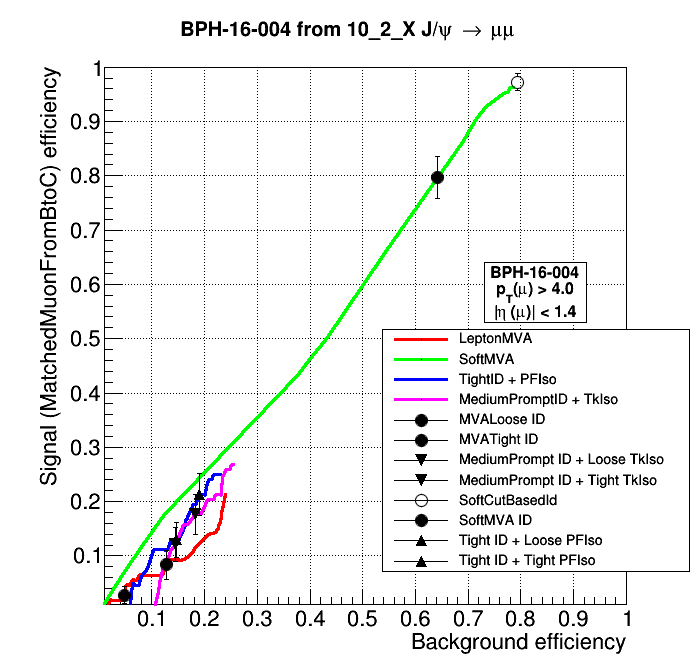 BPH-16-004 from 10_2_X J/ψ → μμ
Signal (MatchedMuonFromBtoC) efficiency
1
0.9
0.8
0.7
0.6
0.5
0.4
0.3
0.2
0.1
BPH-16-004
pT(μ) > 4.0
|η (μ)| < 1.4
LeptonMVA
SoftMVA
TightID + PFIso
MediumPromptID + TkIso
MVALoose ID
MVATight ID
MediumPrompt ID + Loose TkIso
MediumPrompt ID + Tight TkIso
SoftCutBasedId
SoftMVA ID
Tight ID + Loose PFIso
Tight ID + Tight PFIso
0.1 0.2 0.3 0.4 0.5 0.6 0.7 0.8 0.9 1
Background efficiency